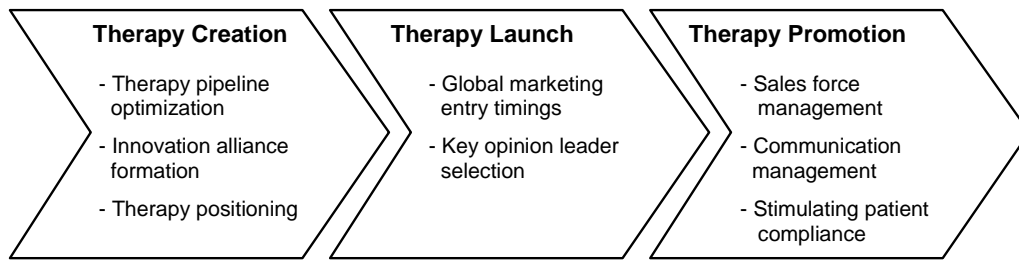 Therapy Creation
- Therapy pipeline
optimization
- Innovation alliance
formation
- Therapy positioning
Therapy Launch
- Global marketing
entry timings
- Key opinion leader
selection
Therapy Promotion
- Sales force
management
- Communication
management
- Stimulating patient
compliance